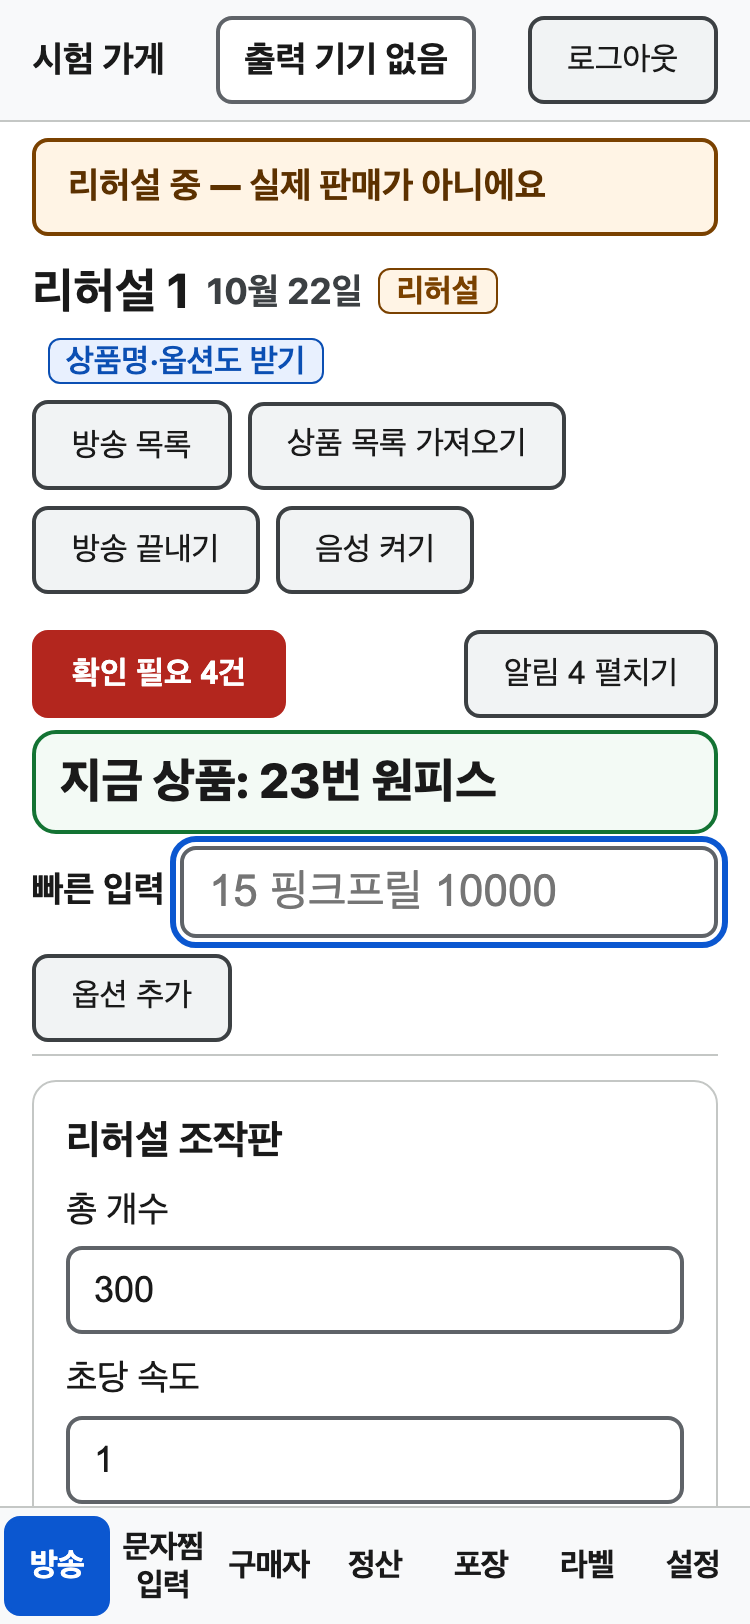 시험 가게 출력 기기 없음 로그아웃
리허설 중 — 실제 판매가 아니에요
리허설 1 10월 22일 리허설
상품명·옵션도 받기
방송 목록 상품 목록 가져오기
방송 끝내기 음성 켜기
확인 필요 4건 알림 4 펼치기
지금 상품: 23번 원피스
빠른 입력 15 핑크프릴 10000
옵션 추가
리허설 조작판
총 개수
300
초당 속도
1
방송 문자찜 입력 구매자 정산 포장 라벨 설정